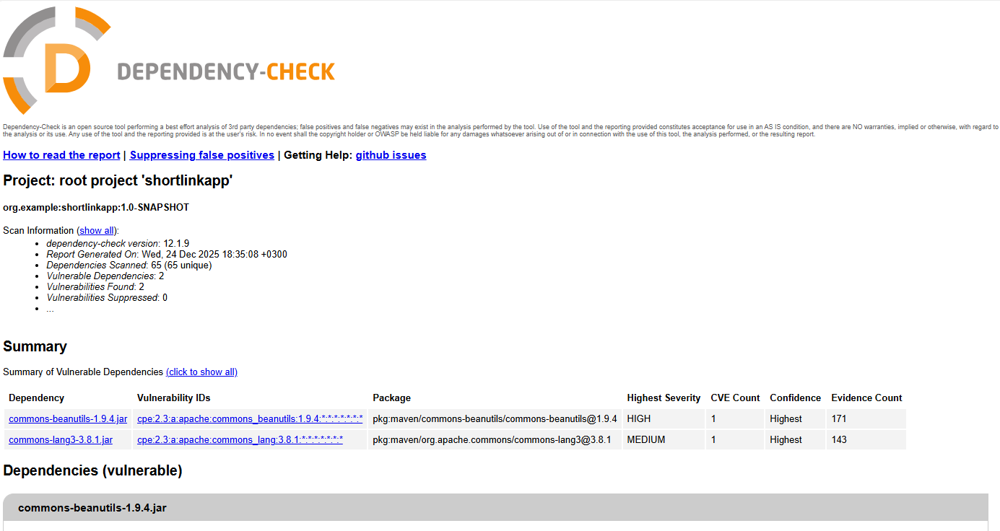 DEPENDENCY-CHECK
Dependency-Check is an open source tool performing a best effort analysis of 3rd party dependencies; false positives and false negatives may exist in the analysis performed by the tool. Use of the tool and the reporting provided constitutes acceptance for use in an AS IS condition, and there are NO warranties, implied or otherwise, with regard to
the analysis or its use. Any use of the tool and the reporting provided is at the user's risk. In no event shall the copyright holder or OWASP be held liable for any damages whatsoever arising out of or in connection with the use of this tool, the analysis performed, or the resulting report.
How to read the report | Suppressing false positives | Getting Help: github issues
Project: root project 'shortlinkapp'
org.example:shortlinkapp:1.0-SNAPSHOT
Scan Information (show all):
• dependency-check version: 12.1.9
• Report Generated On: Wed, 24 Dec 2025 18:35:08 +0300
• Dependencies Scanned: 65 (65 unique)
• Vulnerable Dependencies: 2
• Vulnerabilities Found: 2
• Vulnerabilities Suppressed: 0
• ...
Summary
Summary of Vulnerable Dependencies (click to show all)
Dependency Vulnerability IDs Package Highest Severity CVE Count Confidence Evidence Count
commons-beanutils-1.9.4.jar cpe:2.3:a:apache:commons_beanutils:1.9.4:*:*:*:*:*:*:* pkg:maven/commons-beanutils/commons-beanutils@1.9.4 HIGH 1 Highest 171
commons-lang3-3.8.1.jar cpe:2.3:a:apache:commons_lang:3.8.1:*:*:*:*:*:*:* pkg:maven/org.apache.commons/commons-lang3@3.8.1 MEDIUM 1 Highest 143
Dependencies (vulnerable)
commons-beanutils-1.9.4.jar